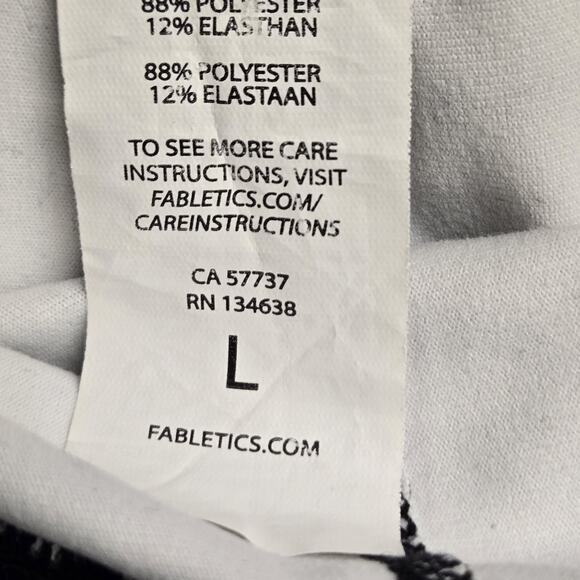 88% POLYESTER
12% ELASTHAN
88% POLYESTER
12% ELASTAAN
TO SEE MORE CARE
INSTRUCTIONS, VISIT
FABLETICS.COM/
CAREINSTRUCTIONS
CA 57737
RN 134638
L
FABLETICS.COM